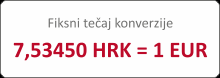 Fiksni tečaj konverzije
7,53450 HRK = 1 EUR